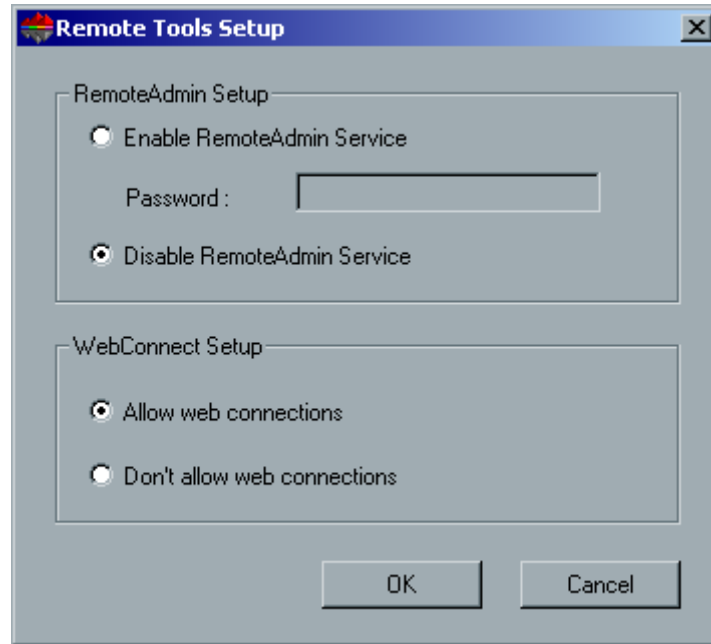 Remote Tools Setup
RemoteAdmin Setup
Enable RemoteAdmin Service
Password :
Disable RemoteAdmin Service
WebConnect Setup
Allow web connections
Don't allow web connections
OK Cancel